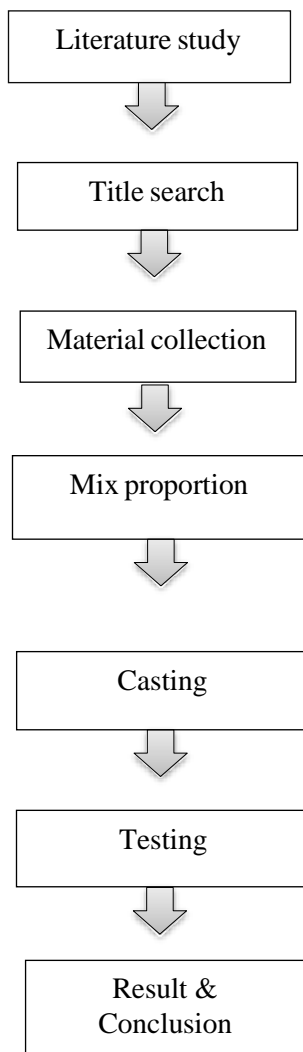 Literature study
Title search
Material collection
Mix proportion
Casting
Testing
Result &
Conclusion